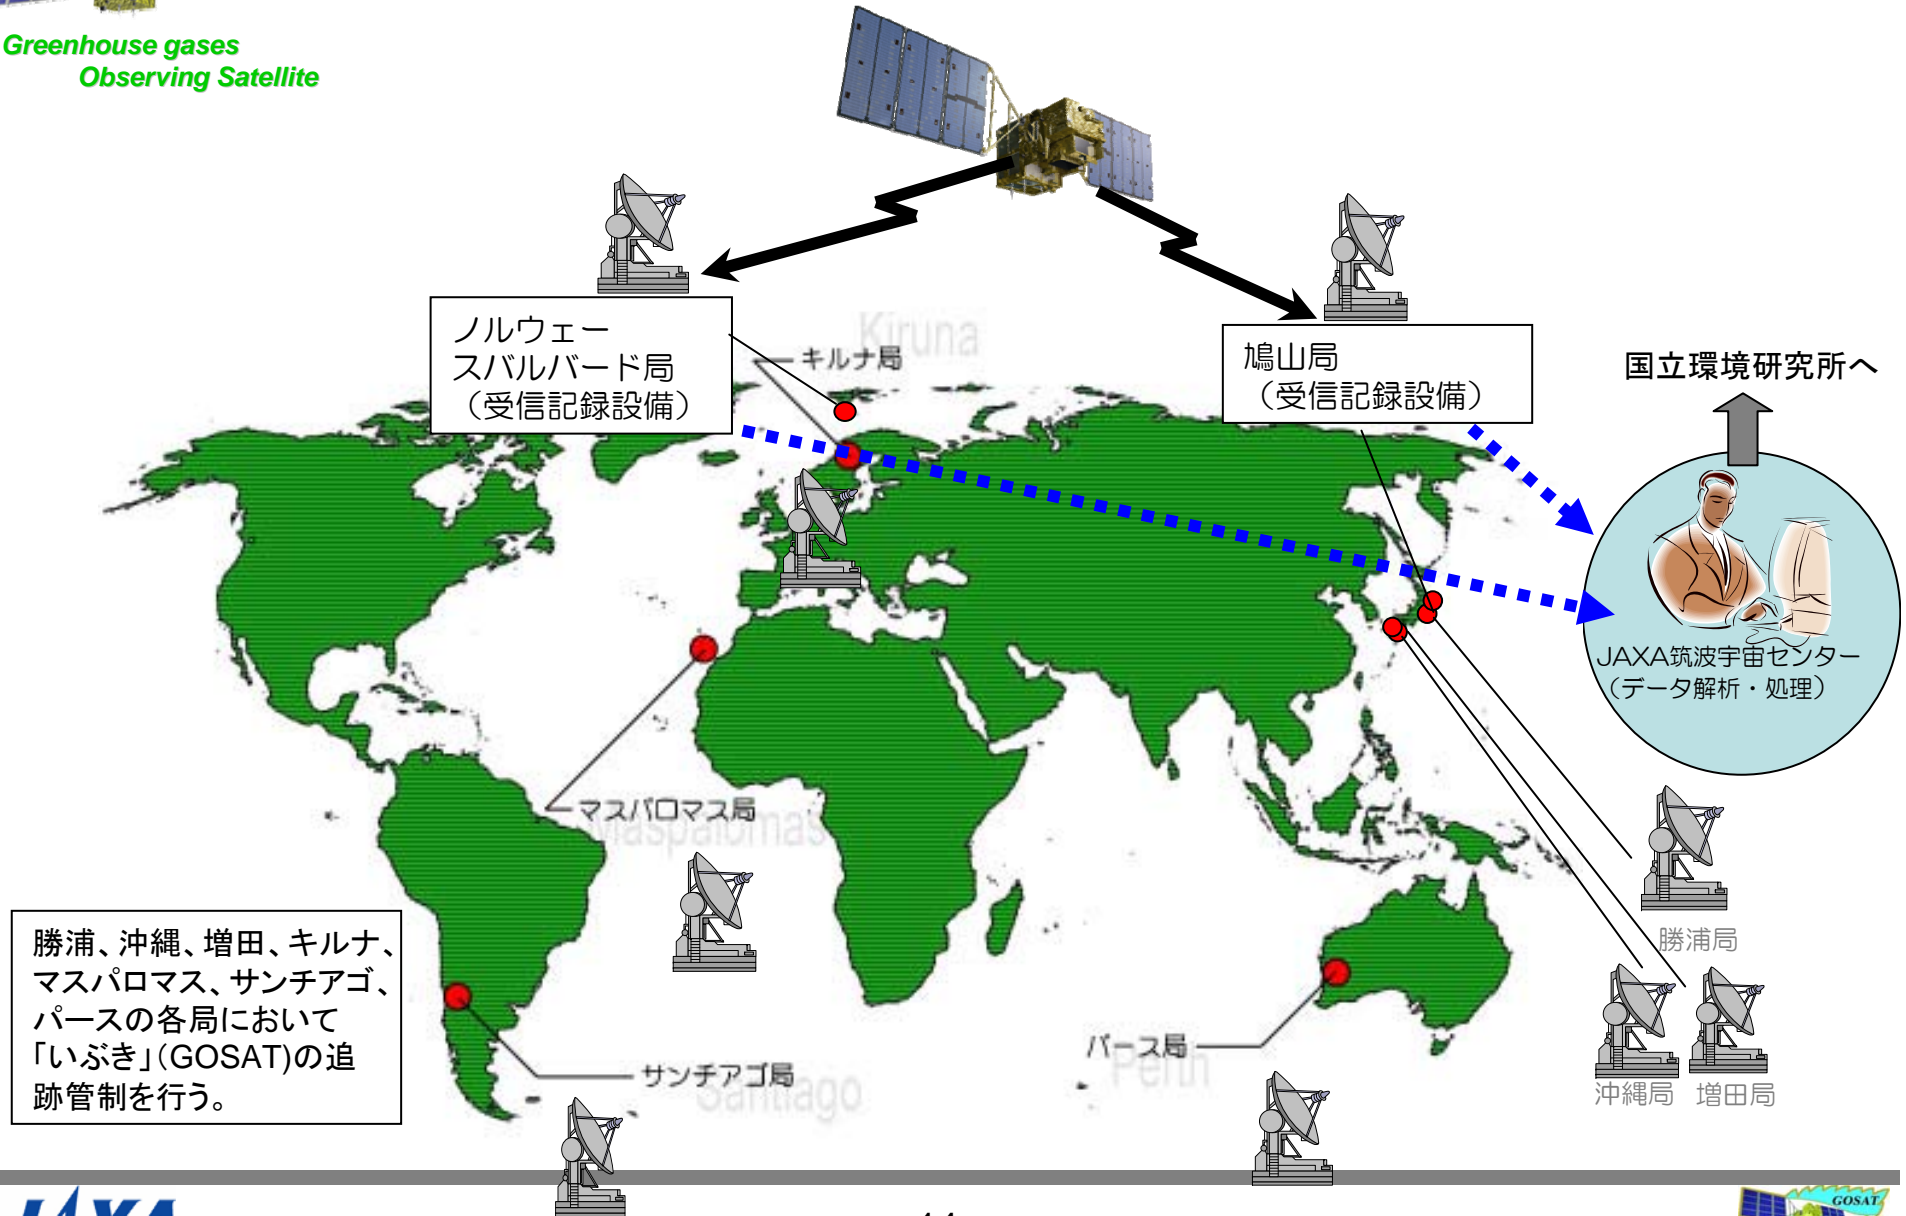 Greenhouse gases
Observing Satellite
ノルウェー
スバルバード局
（受信記録設備）
Kiruna
キルナ局
鳩山局
（受信記録設備）
国立環境研究所へ
JAXA筑波宇宙センター
（データ解析・処理）
マスパロマス局
Maspalomas
勝浦局
勝浦、沖縄、増田、キルナ、
マスパロマス、サンチアゴ、
パースの各局において
「いぶき」（GOSAT)の追
跡管制を行う。
パース局
Perth
サンチアゴ局
Santiago
沖縄局
増田局
JAXA
GOSAT